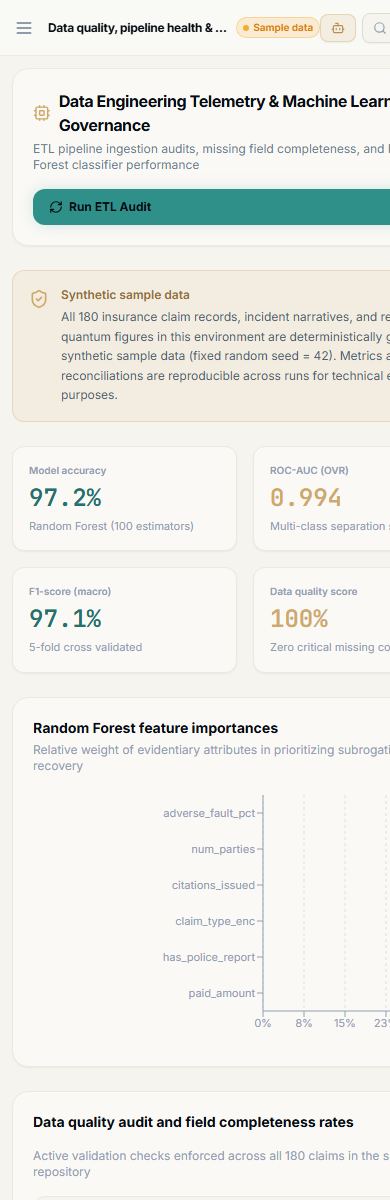 Data quality, pipeline health & ...
Sample data
Data Engineering Telemetry & Machine Lear
Governance
ETL pipeline ingestion audits, missing field completeness, and
Forest classifier performance
Run ETL Audit
Synthetic sample data
All 180 insurance claim records, incident narratives, and re
quantum figures in this environment are deterministically g
synthetic sample data (fixed random seed = 42). Metrics a
reconciliations are reproducible across runs for technical e
purposes.
Model accuracy
97.2%
Random Forest (100 estimators)
ROC-AUC (OVR)
0.994
Multi-class separation
F1-score (macro)
97.1%
5-fold cross validated
Data quality score
100%
Zero critical missing co
Random Forest feature importances
Relative weight of evidentiary attributes in prioritizing subrogati
recovery
adverse_fault_pct
num_parties
citations_issued
claim_type_enc
has_police_report
paid_amount
0% 8% 15% 23%
Data quality audit and field completeness rates
Active validation checks enforced across all 180 claims in the s
repository